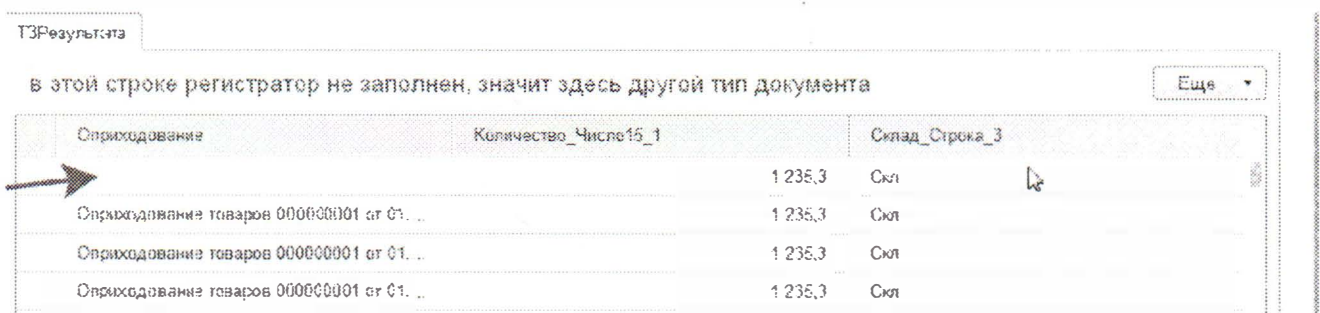 ТЗРезультата
в этой строке регистратор не заполнен, значит здесь другой тип документа
Еще
Оприходование Количество_Число15_1 Склад_Строка_3
1 235,3 Скл
Оприходование товаров 000000001 от 01. ... 1 235,3 Скл
Оприходование товаров 000000001 от 01. ... 1 235,3 Скл
Оприходование товаров 000000001 от 01. ... 1 235,3 Скл